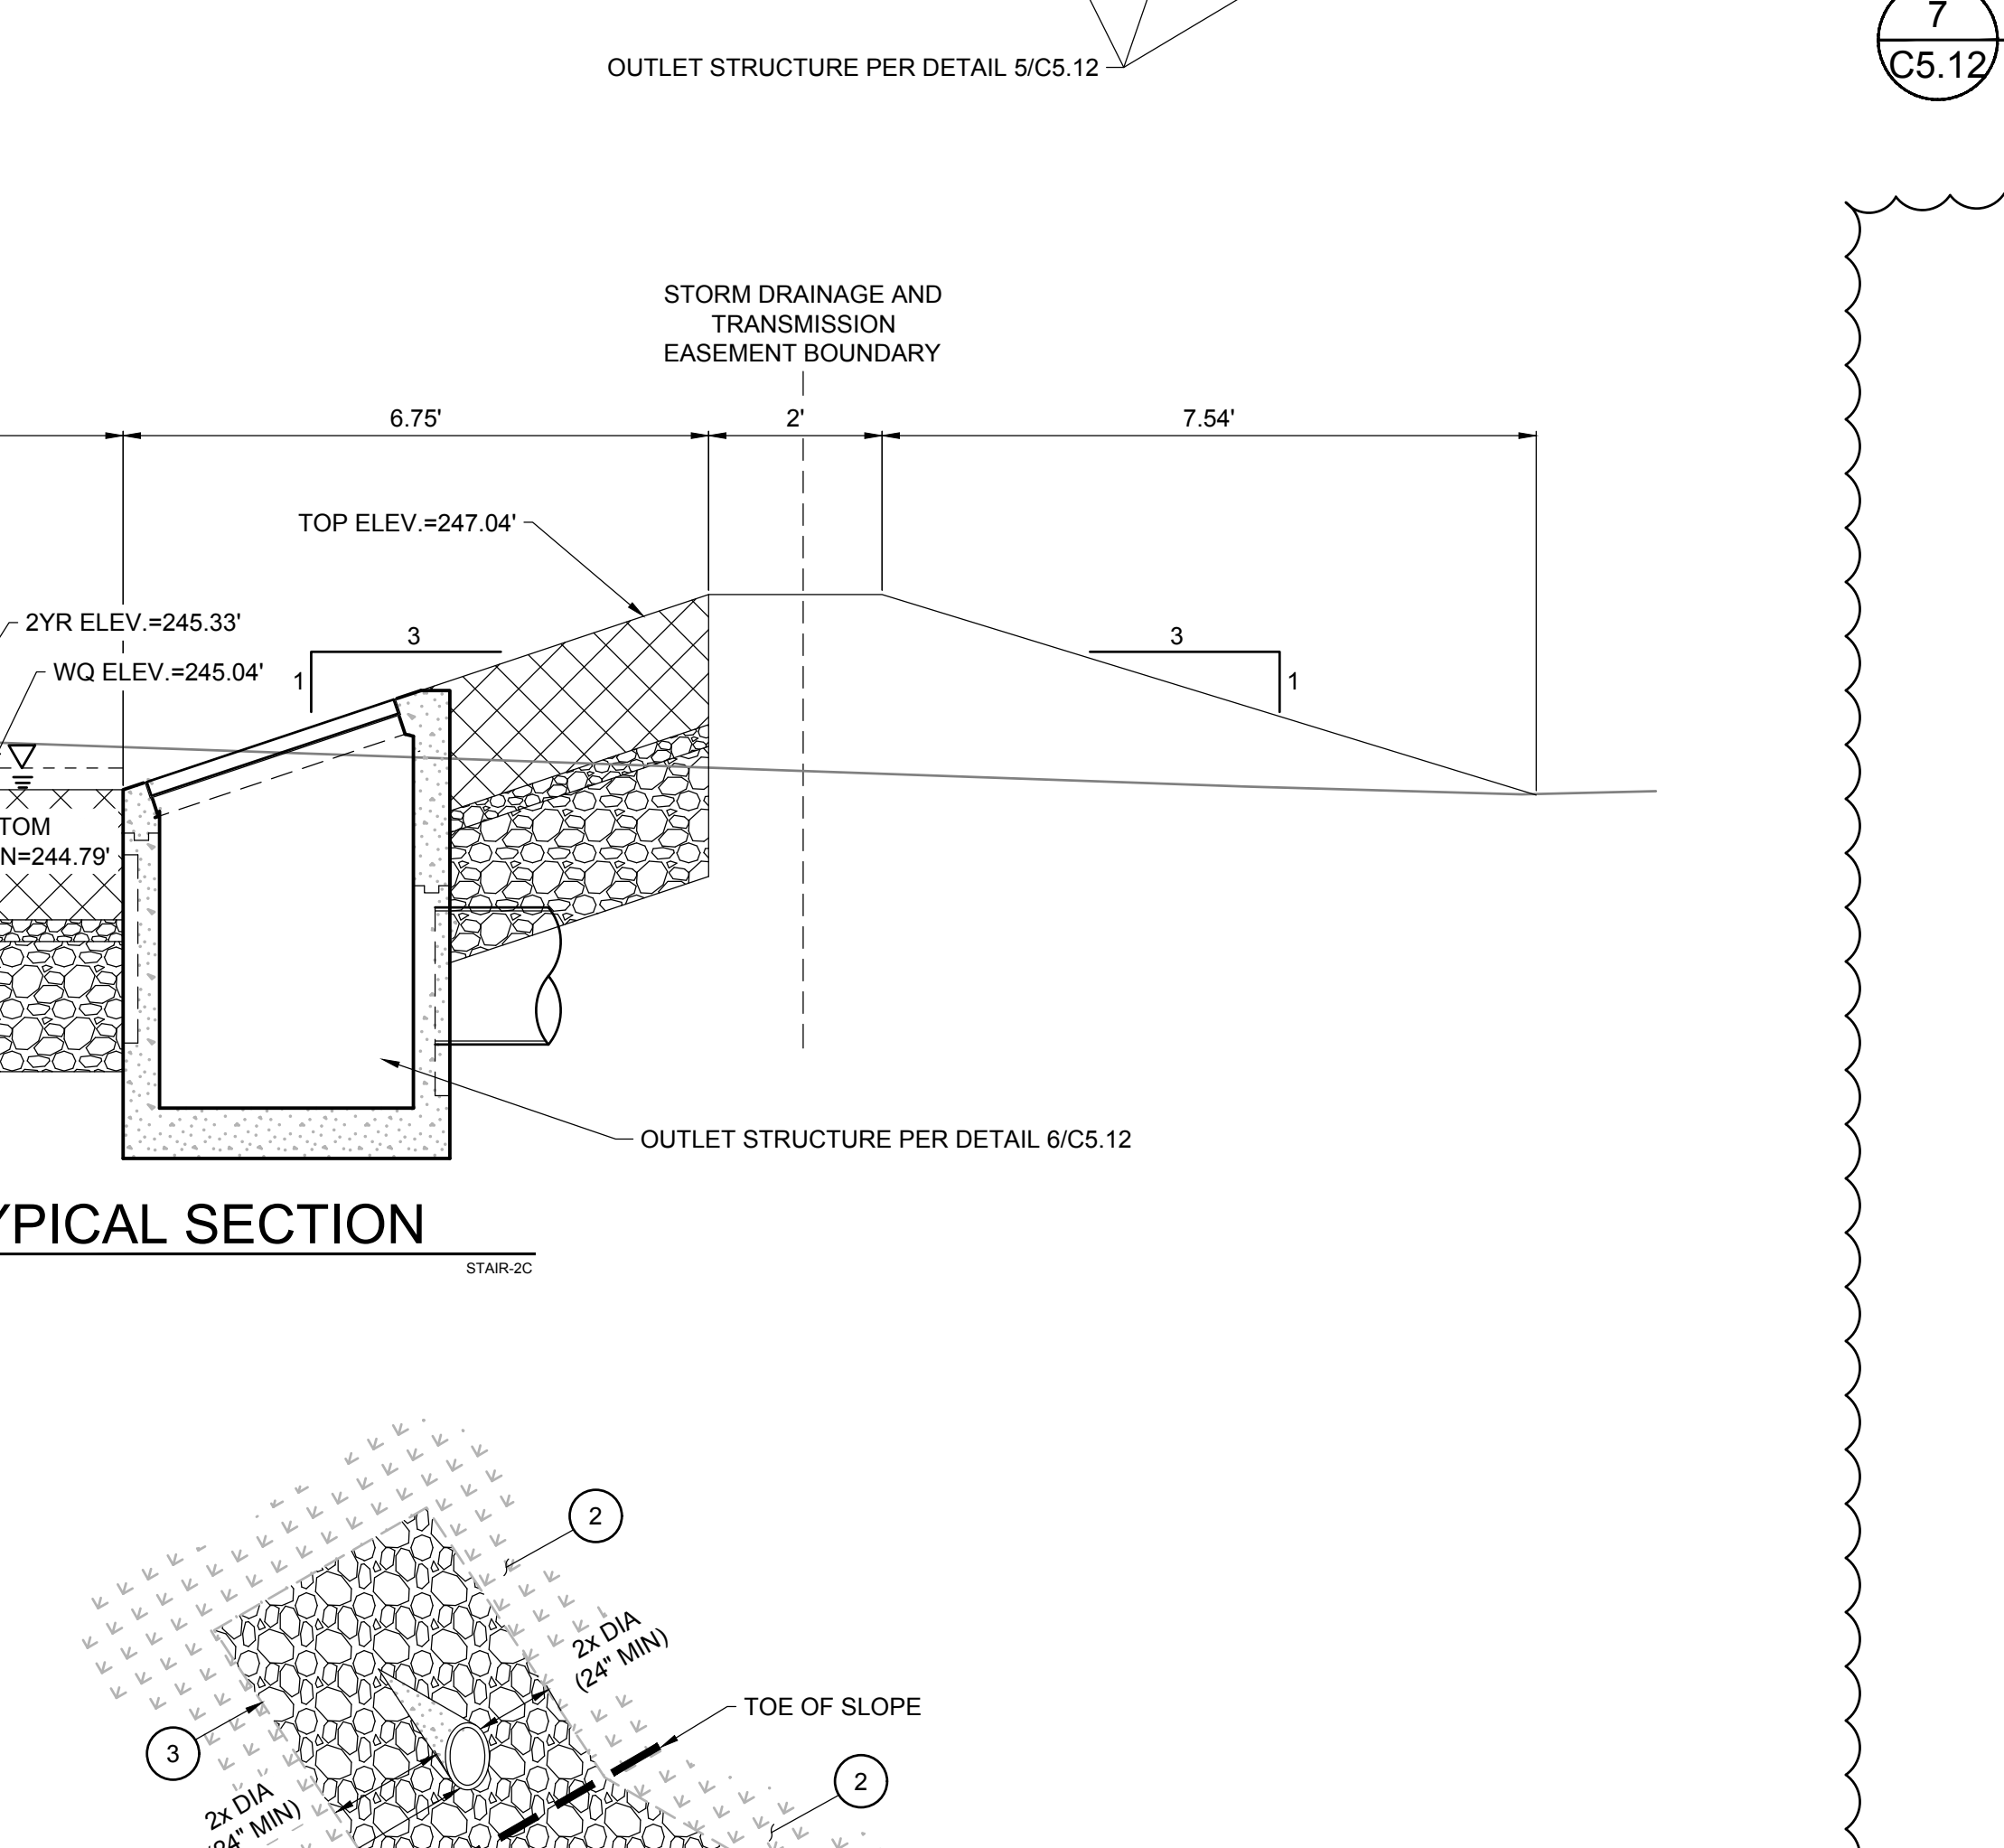 7
C5.12
OUTLET STRUCTURE PER DETAIL 5/C5.12
STORM DRAINAGE AND
TRANSMISSION
EASEMENT BOUNDARY
6.75'
2'
7.54'
TOP ELEV.=247.04'
2YR ELEV.=245.33'
WQ ELEV.=245.04'
3
1
3
1
TOM
N=244.79'
OUTLET STRUCTURE PER DETAIL 6/C5.12
YPICAL SECTION
STAIR-2C
2
2x DIA
(24" MIN)
TOE OF SLOPE
3
2
2x DIA
(24" MIN)